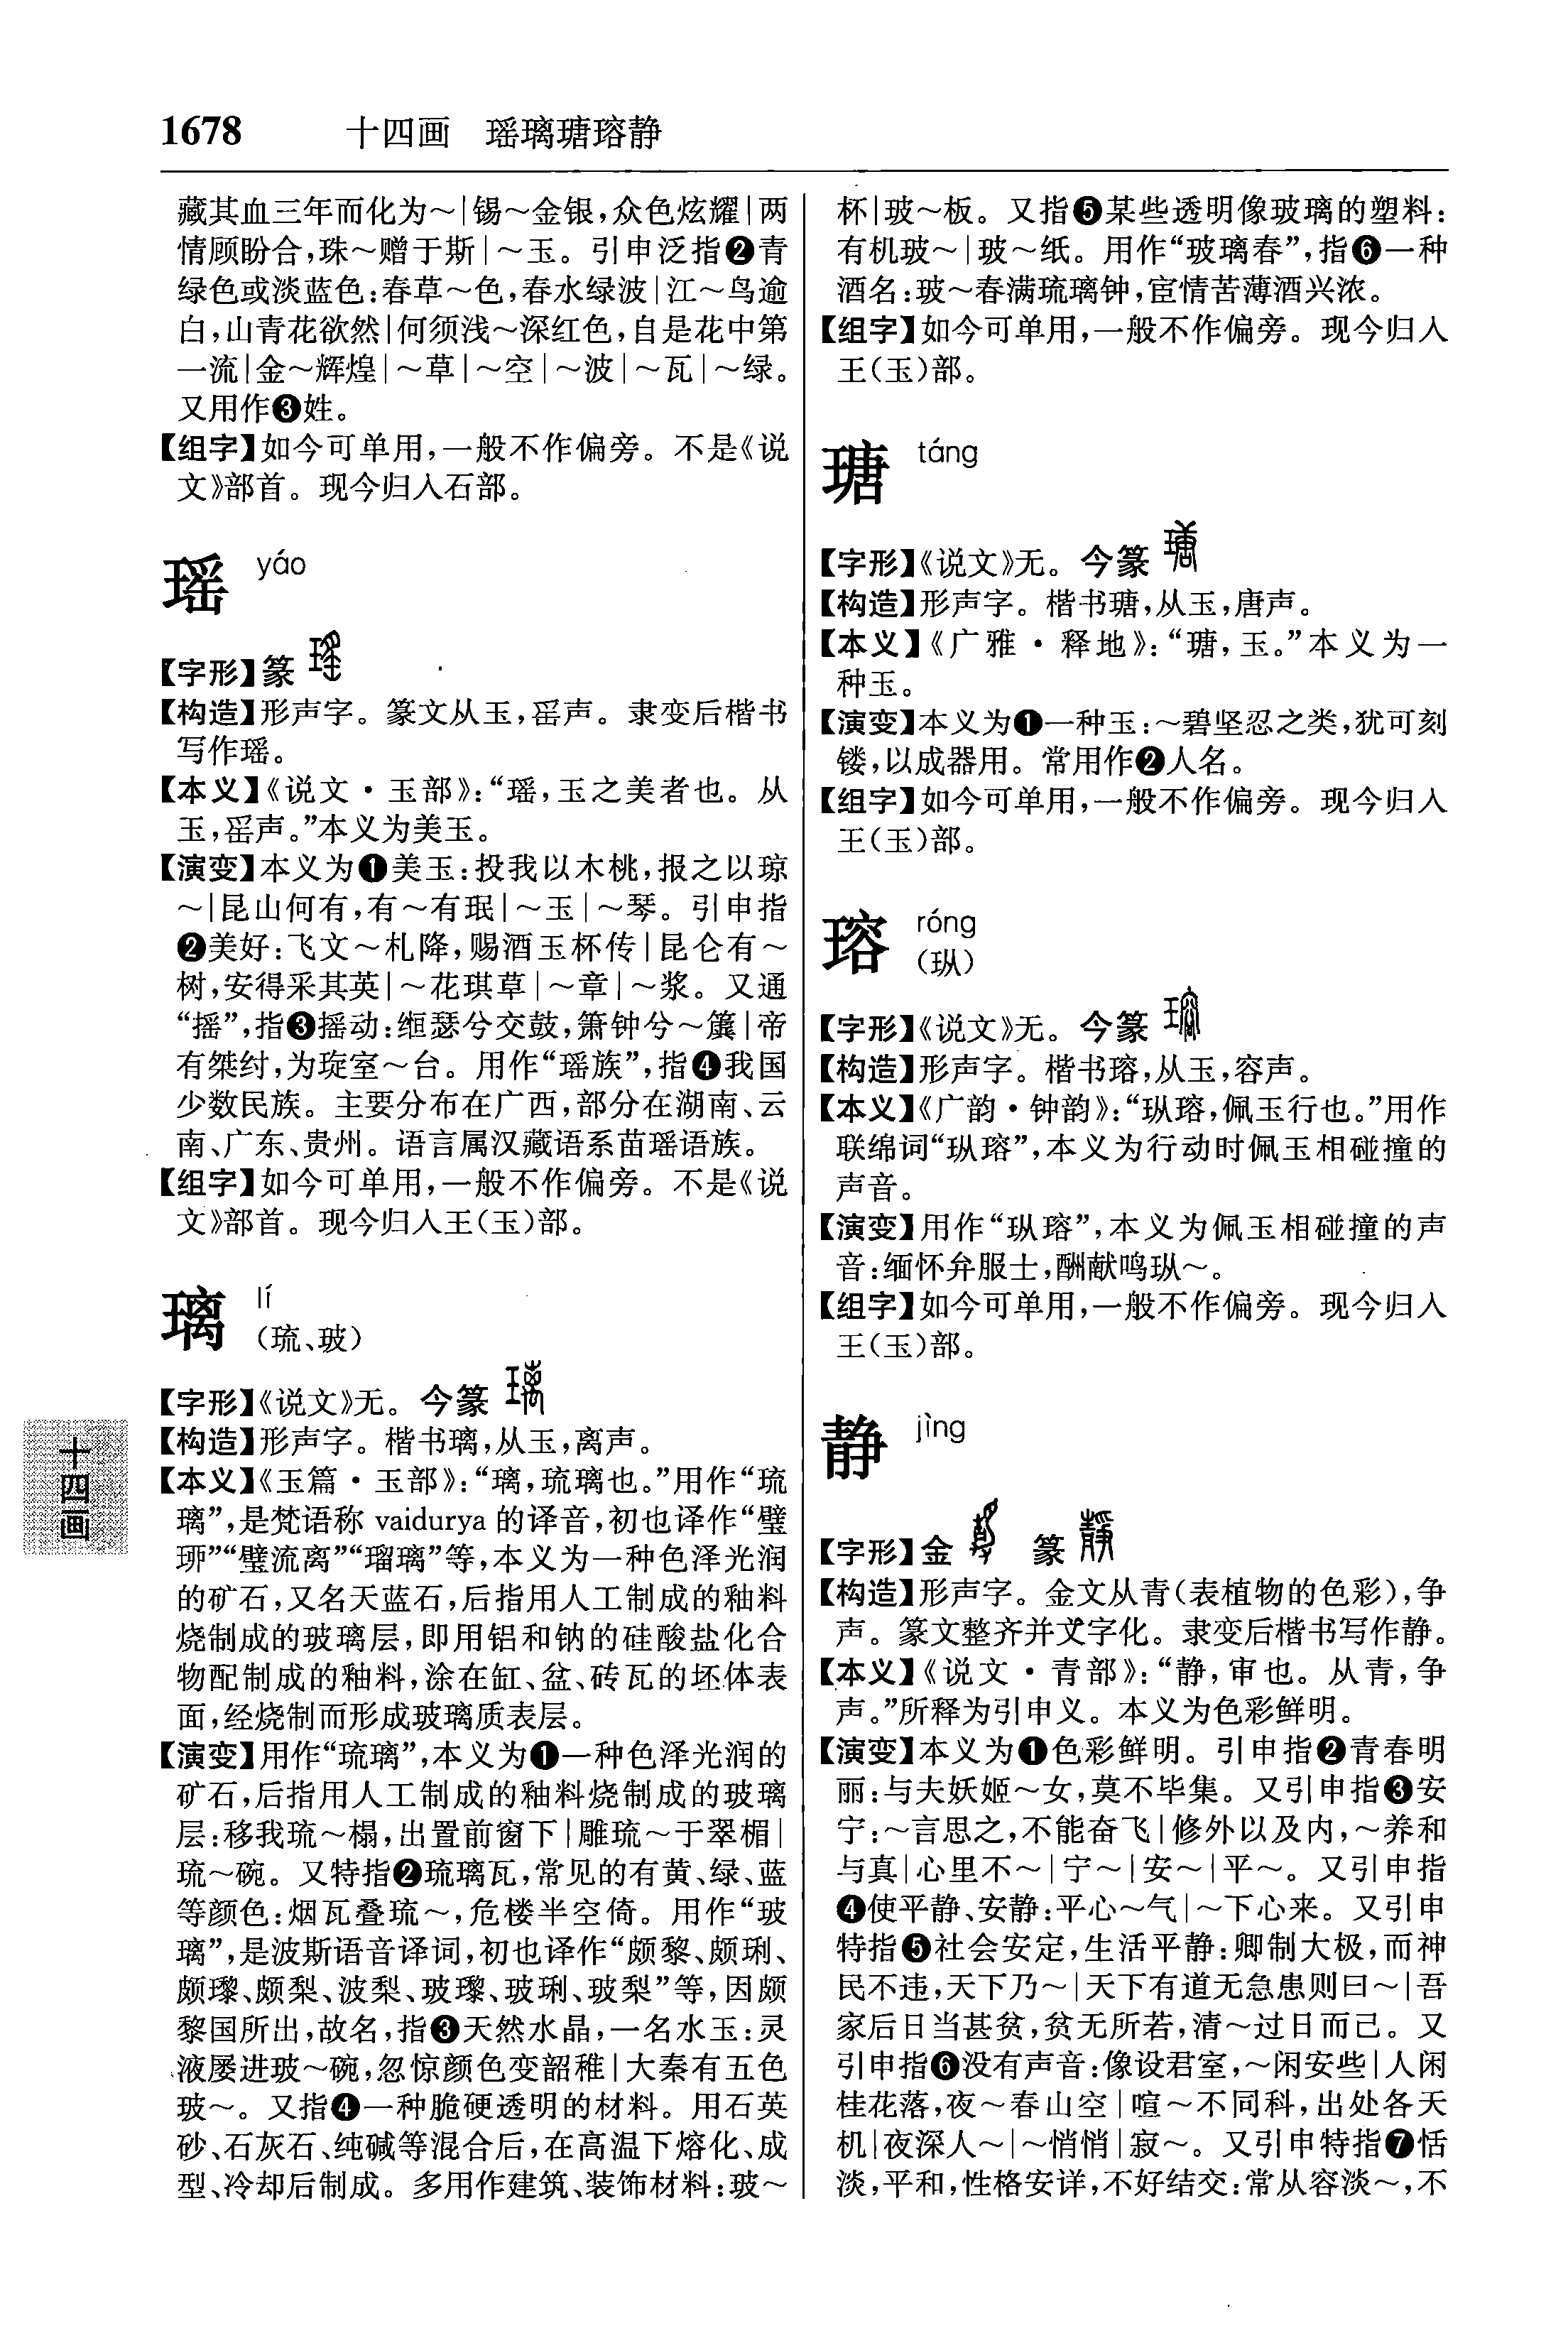 1678 十四画 瑶璃瑭瑢静
藏其血三年而化为～|锡～金银,众色炫耀|两
情顾盼合,珠～赠于斯|～玉。引申泛指❷青
绿色或淡蓝色:春草～色,春水绿波|江～鸟逾
白,山青花欲然|何须浅～深红色,自是花中第
一流|金～辉煌|～草|～空|～波|～瓦|～绿。
又用作❸姓。
【组字】如今可单用,一般不作偏旁。不是《说
文》部首。现今归入石部。
瑶 yáo
【字形】篆
【构造】形声字。篆文从玉,䍃声。隶变后楷书
写作瑶。
【本义】《说文·玉部》:“瑶,玉之美者也。从
玉,䍃声。”本义为美玉。
【演变】本义为❶美玉:投我以木桃,报之以琼
～|昆山何有,有～有珉|～玉|～琴。引申指
❷美好:飞文～札降,赐酒玉杯传|昆仑有～
树,安得采其英|～花琪草|～章|～浆。又通
“摇”,指❸摇动:緪瑟兮交鼓,箫钟兮～簴|帝
有桀纣,为琁室～台。用作“瑶族”,指❹我国
少数民族。主要分布在广西,部分在湖南、云
南、广东、贵州。语言属汉藏语系苗瑶语族。
【组字】如今可单用,一般不作偏旁。不是《说
文》部首。现今归入王(玉)部。
璃 lí
(琉、玻)
【字形】《说文》无。今篆
【构造】形声字。楷书璃,从玉,离声。
【本义】《玉篇·玉部》:“璃,琉璃也。”用作“琉
璃”,是梵语称 vaidurya 的译音,初也译作“璧
琊”“璧流离”“瑠璃”等,本义为一种色泽光润
的矿石,又名天蓝石,后指用人工制成的釉料
烧制成的玻璃层,即用铝和钠的硅酸盐化合
物配制成的釉料,涂在缸、盆、砖瓦的坯体表
面,经烧制而形成玻璃质表层。
【演变】用作“琉璃”,本义为❶一种色泽光润的
矿石,后指用人工制成的釉料烧制成的玻璃
层:移我琉～榻,出置前窗下|雕琉～于翠楣|
琉～碗。又特指❷琉璃瓦,常见的有黄、绿、蓝
等颜色:烟瓦叠琉～,危楼半空倚。用作“玻
璃”,是波斯语音译词,初也译作“颇黎、颇琍、
颇瓈、颇梨、波梨、玻瓈、玻琍、玻梨”等,因颇
黎国所出,故名,指❸天然水晶,一名水玉:灵
液屡进玻～碗,忽惊颜色变韶稚|大秦有五色
玻～。又指❹一种脆硬透明的材料。用石英
砂、石灰石、纯碱等混合后,在高温下熔化、成
型、冷却后制成。多用作建筑、装饰材料:玻～
杯|玻～板。又指❺某些透明像玻璃的塑料:
有机玻～|玻～纸。用作“玻璃春”,指❻一种
酒名:玻～春满琉璃钟,宦情苦薄酒兴浓。
【组字】如今可单用,一般不作偏旁。现今归入
王(玉)部。
瑭 táng
【字形】《说文》无。今篆
【构造】形声字。楷书瑭,从玉,唐声。
【本义】《广雅·释地》:“瑭,玉。”本义为一
种玉。
【演变】本义为❶一种玉:～碧坚忍之类,犹可刻
镂,以成器用。常用作❷人名。
【组字】如今可单用,一般不作偏旁。现今归入
王(玉)部。
瑢 róng
(玐)
【字形】《说文》无。今篆
【构造】形声字。楷书瑢,从玉,容声。
【本义】《广韵·钟韵》:“𪻐瑢,佩玉行也。”用作
联绵词“𪻐瑢”,本义为行动时佩玉相碰撞的
声音。
【演变】用作“𪻐瑢”,本义为佩玉相碰撞的声
音:缅怀弁服士,酬献鸣𪻐～。
【组字】如今可单用,一般不作偏旁。现今归入
王(玉)部。
静 jìng
【字形】金 篆
【构造】形声字。金文从青(表植物的色彩),争
声。篆文整齐并文字化。隶变后楷书写作静。
【本义】《说文·青部》:“静,审也。从青,争
声。”所释为引申义。本义为色彩鲜明。
【演变】本义为❶色彩鲜明。引申指❷青春明
丽:与夫妖姬～女,莫不毕集。又引申指❸安
宁:～言思之,不能奋飞|修外以及内,～养和
与真|心里不～|宁～|安～|平～。又引申指
❹使平静、安静:平心～气|～下心来。又引申
特指❺社会安定,生活平静:卿制大极,而神
民不违,天下乃～|天下有道无急患则曰～|吾
家后日当甚贫,贫无所若,清～过日而已。又
引申指❻没有声音:像设君室,～闲安些|人闲
桂花落,夜～春山空|喧～不同科,出处各天
机|夜深人～|～悄悄|寂～。又引申特指❼恬
淡,平和,性格安详,不好结交:常从容淡～,不
十四画